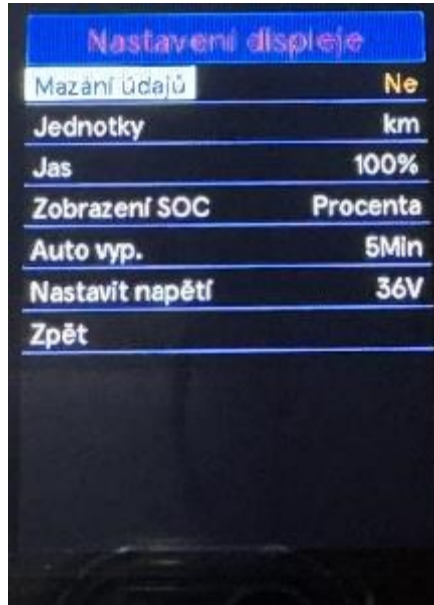 Nastavení displeje
Mazání údajů Ne
Jednotky km
Jas 100%
Zobrazení SOC Procenta
Auto vyp. 5Min
Nastavit napětí 36V
Zpět